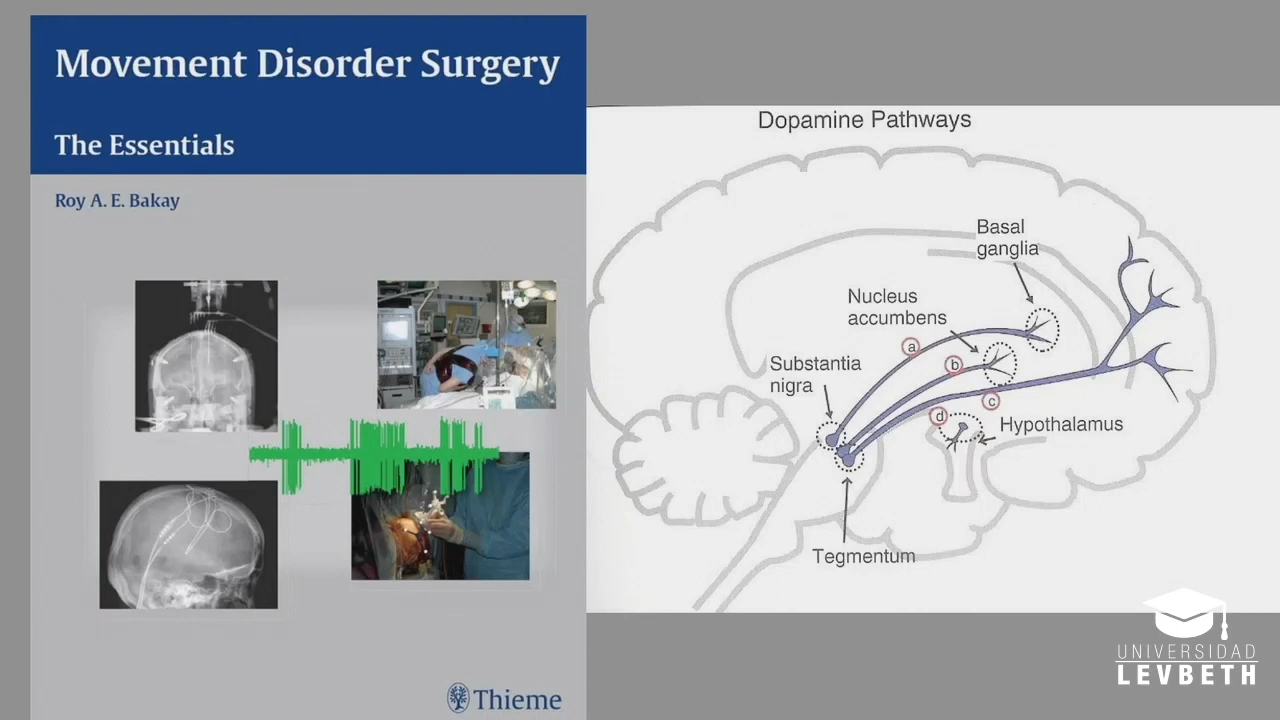 Movement Disorder Surgery
The Essentials
Roy A. E. Bakay
Thieme
Dopamine Pathways
Basal
ganglia
Nucleus
accumbens
Substantia
nigra
a
b
c
d
Hypothalamus
Tegmentum
UNIVERSIDAD
LEVBETH